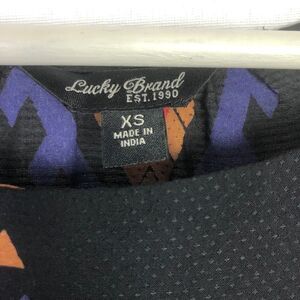 Lucky Brand
EST. 1990
XS
MADE IN
INDIA